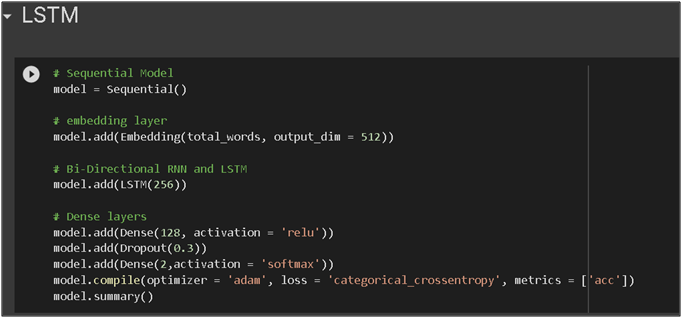 LSTM
# Sequential Model
model = Sequential()
# embedding layer
model.add(Embedding(total_words, output_dim = 512))
# Bi-Directional RNN and LSTM
model.add(LSTM(256))
# Dense layers
model.add(Dense(128, activation = 'relu'))
model.add(Dropout(0.3))
model.add(Dense(2,activation = 'softmax'))
model.compile(optimizer = 'adam', loss = 'categorical_crossentropy', metrics = ['acc'])
model.summary()